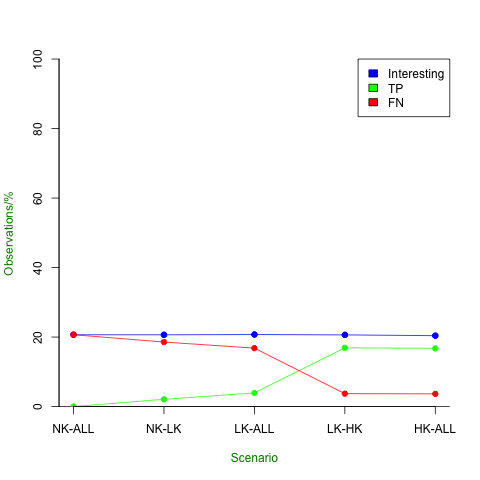 Interesting
TP
FN
Observations/%
100
80
60
40
20
0
NK-ALL NK-LK LK-ALL LK-HK HK-ALL
Scenario